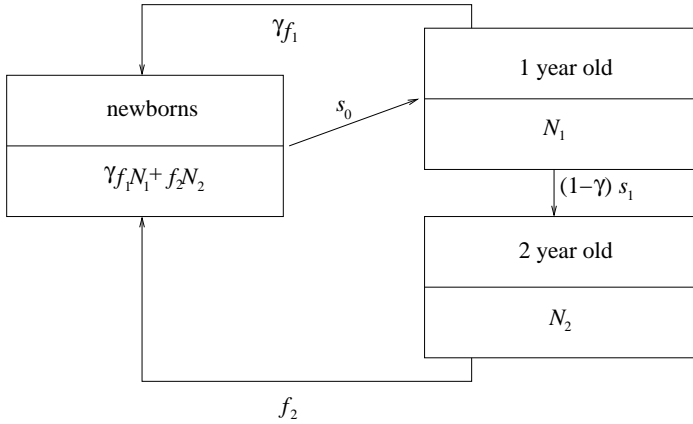 γf₁
1 year old
newborns
s₀
N₁
γf₁N₁+ f₂N₂
(1−γ) s₁
2 year old
N₂
f₂